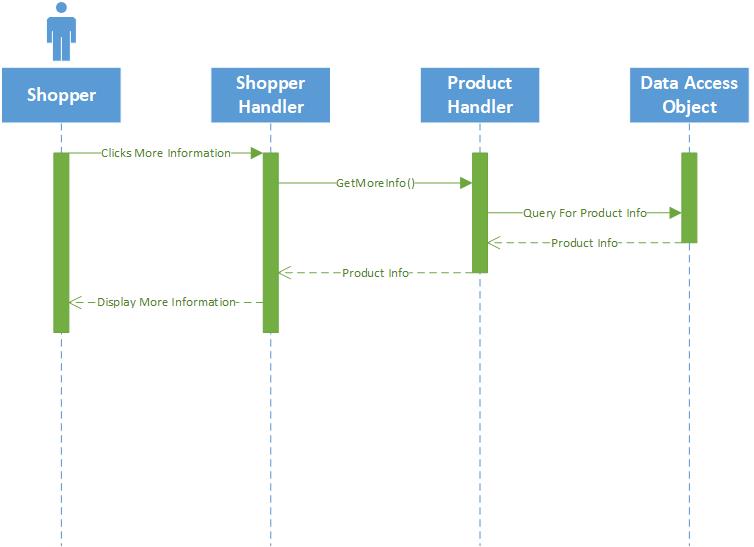 Shopper
Shopper
Handler
Product
Handler
Data Access
Object
Clicks More Information
GetMoreInfo()
Query For Product Info
Product Info
Product Info
Display More Information